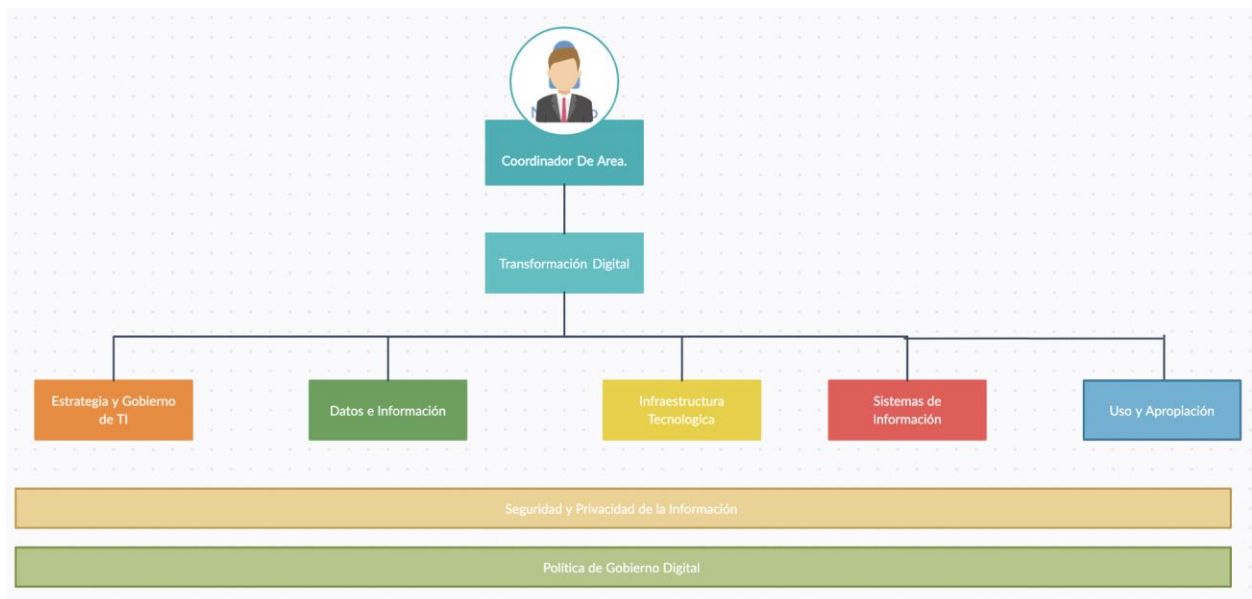 Coordinador De Area.
Transformación Digital
Estrategia y Gobierno
de TI
Datos e Información
Infraestructura
Tecnologica
Sistemas de
Información
Uso y Apropiación
Seguridad y Privacidad de la Información
Política de Gobierno Digital